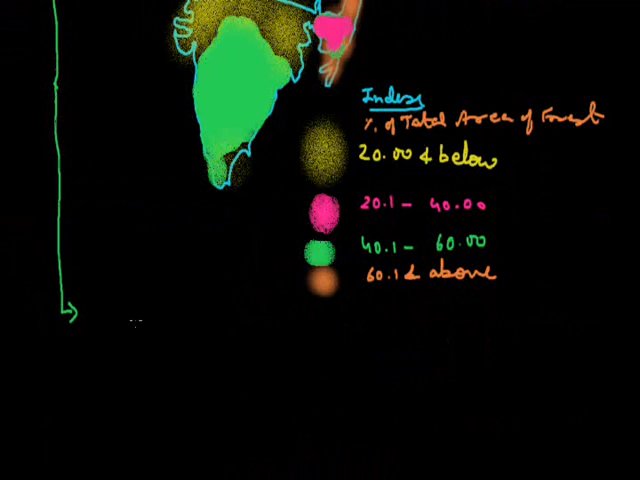 Index
% of Total Area of Forest
20.00 & below
20.1 - 40.00
40.1 - 60.00
60.1 & above